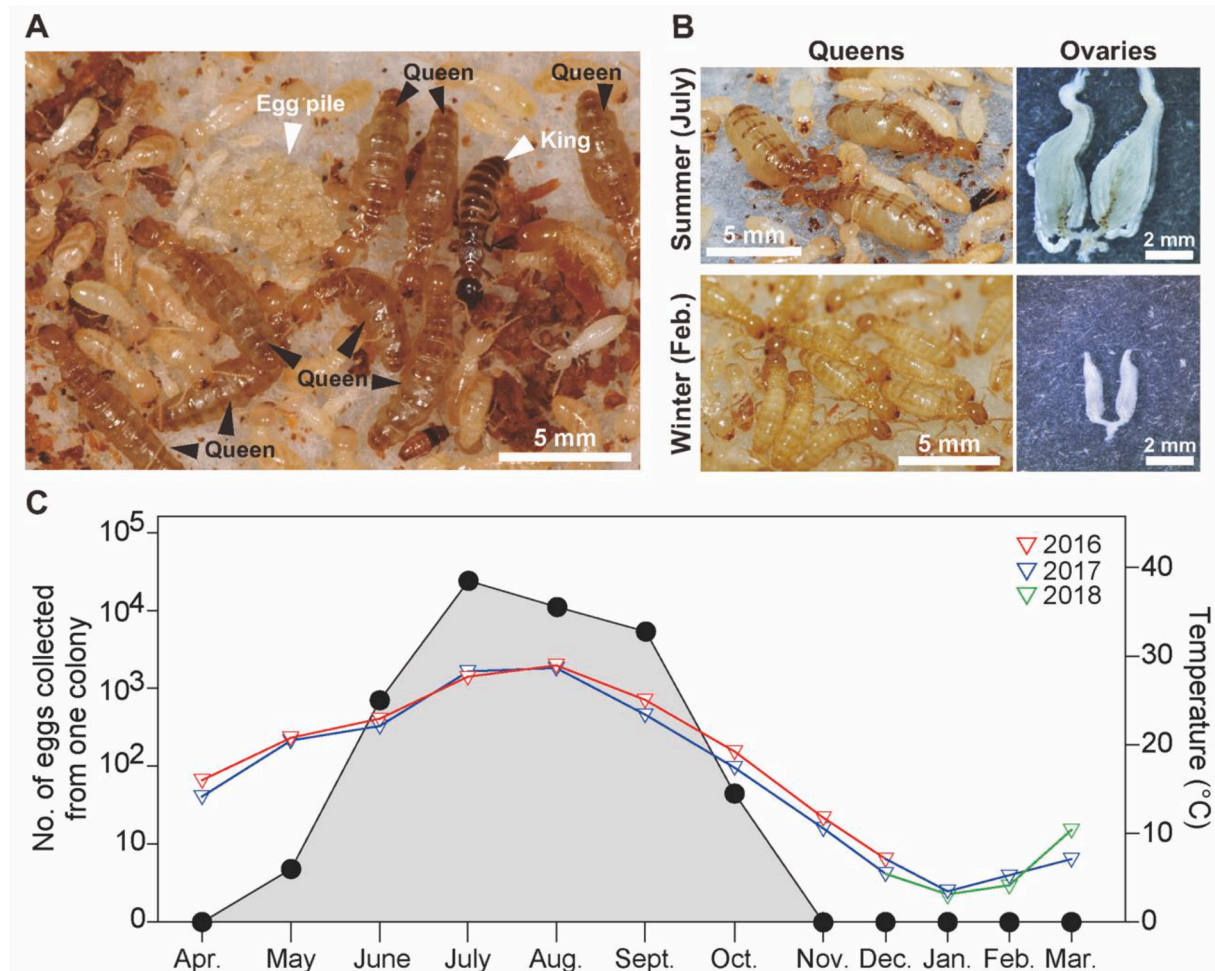 A
Queen
Queen
Egg pile
King
Queen
Queen
5 mm
B
Queens
Ovaries
Summer (July)
5 mm
2 mm
Winter (Feb.)
5 mm
2 mm
C
No. of eggs collected
from one colony
10⁵
10⁴
10³
10²
10
0
2016
2017
2018
40
30
20
10
0
Temperature (°C)
Apr. May June July Aug. Sept. Oct. Nov. Dec. Jan. Feb. Mar.